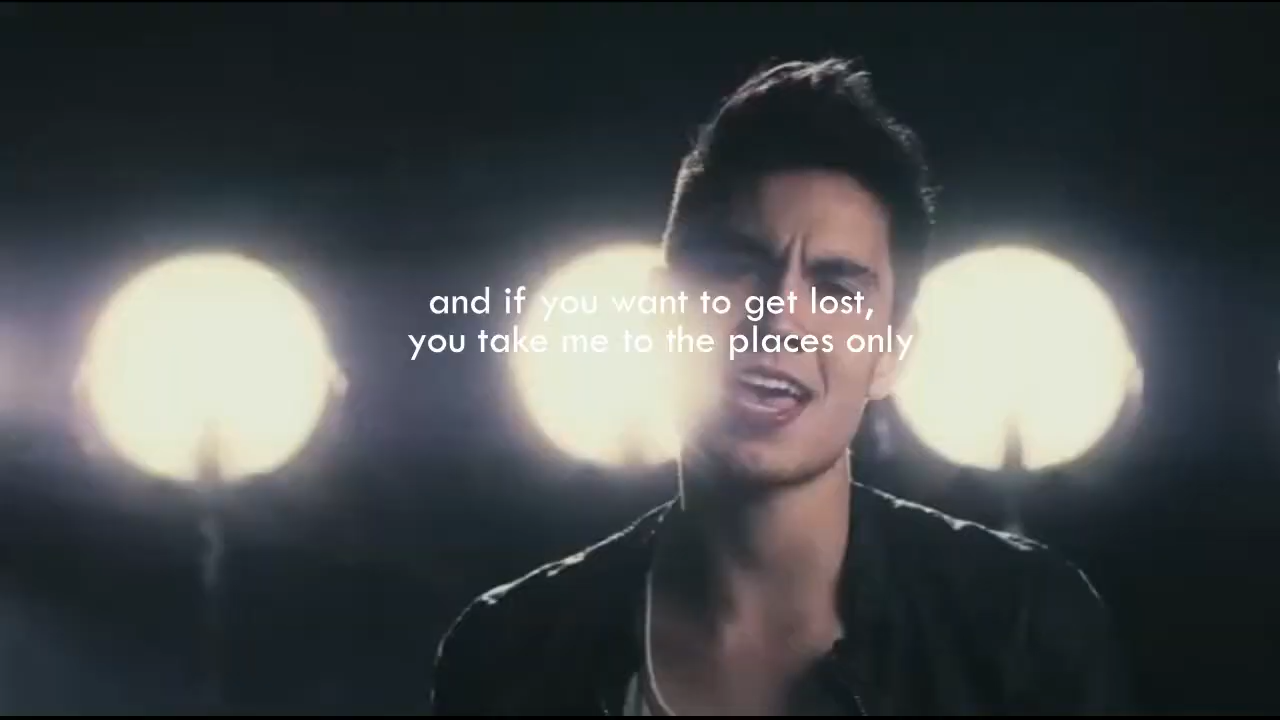 and if you want to get lost,
you take me to the places only